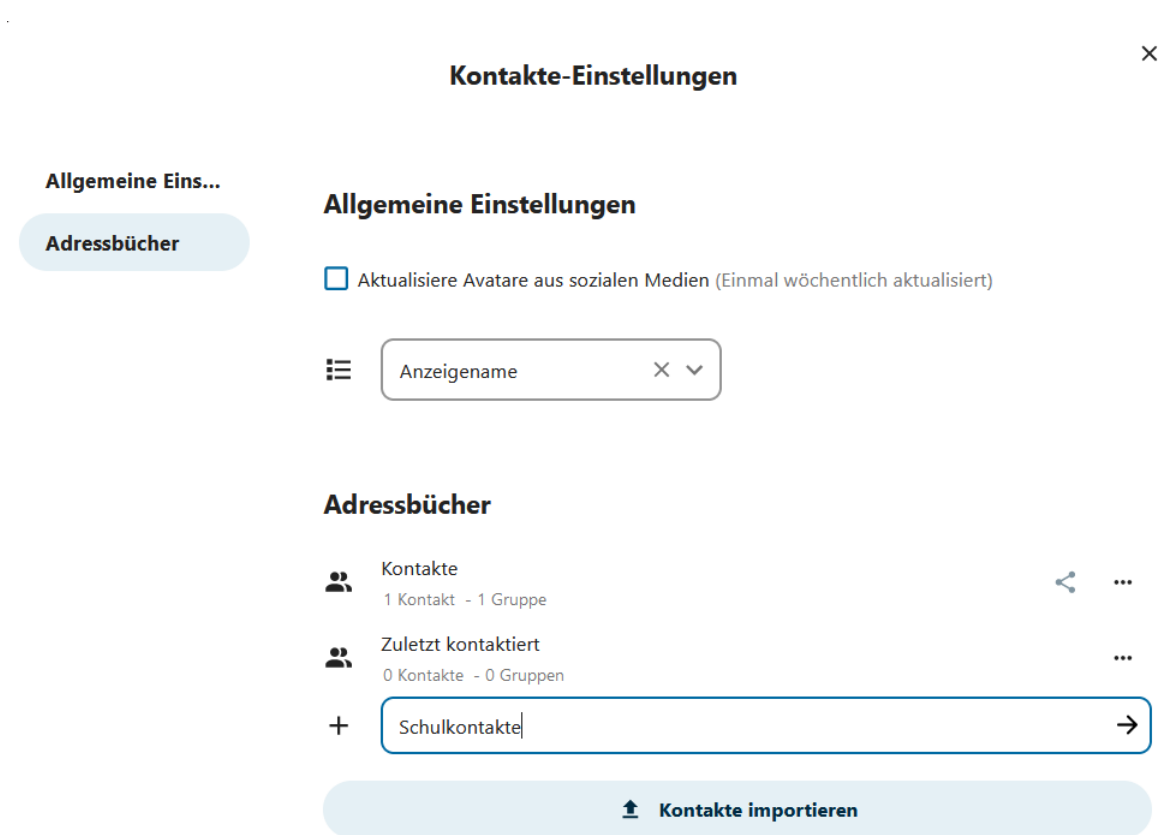 Kontakte-Einstellungen
Allgemeine Eins...
Adressbücher
Allgemeine Einstellungen
Aktualisiere Avatare aus sozialen Medien (Einmal wöchentlich aktualisiert)
Anzeigename
Adressbücher
Kontakte
1 Kontakt - 1 Gruppe
Zuletzt kontaktiert
0 Kontakte - 0 Gruppen
Schulkontakte
Kontakte importieren